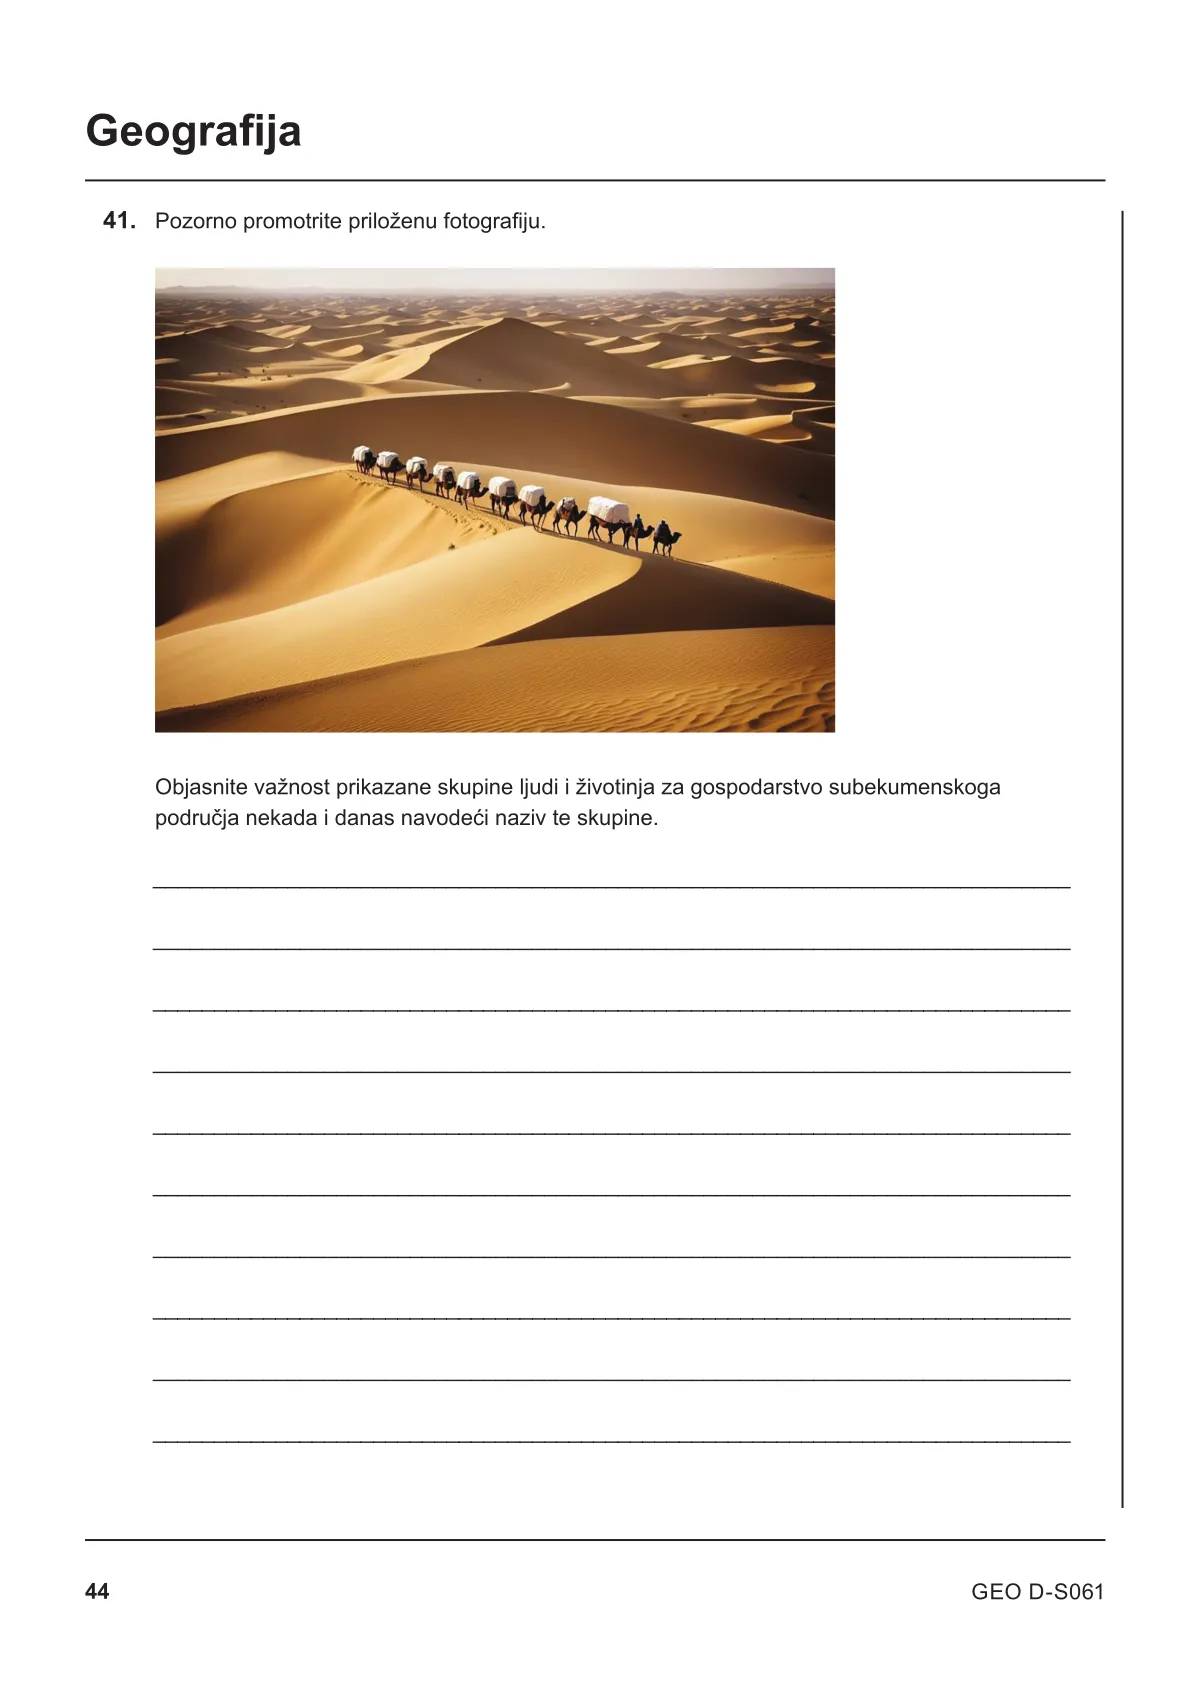 Geografija
41. Pozorno promotrite priloženu fotografiju.
Objasnite važnost prikazane skupine ljudi i životinja za gospodarstvo subekumenskoga
područja nekada i danas navodeći naziv te skupine.
44
GEO D-S061